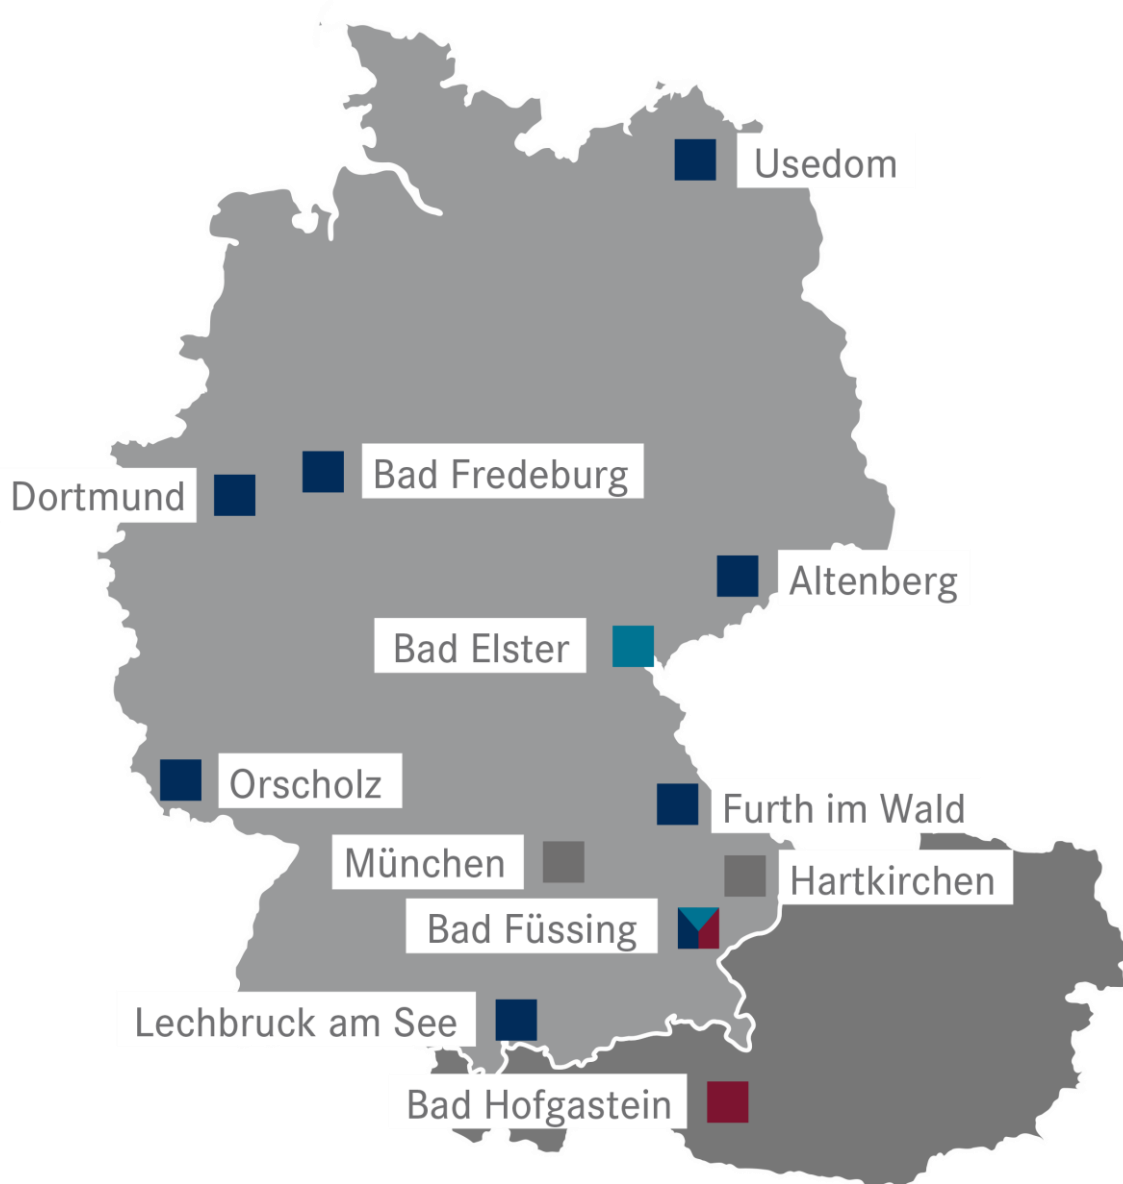 Usedom
Bad Fredeburg
Dortmund
Altenberg
Bad Elster
Orscholz
Furth im Wald
München
Hartkirchen
Bad Füssing
Lechbruck am See
Bad Hofgastein